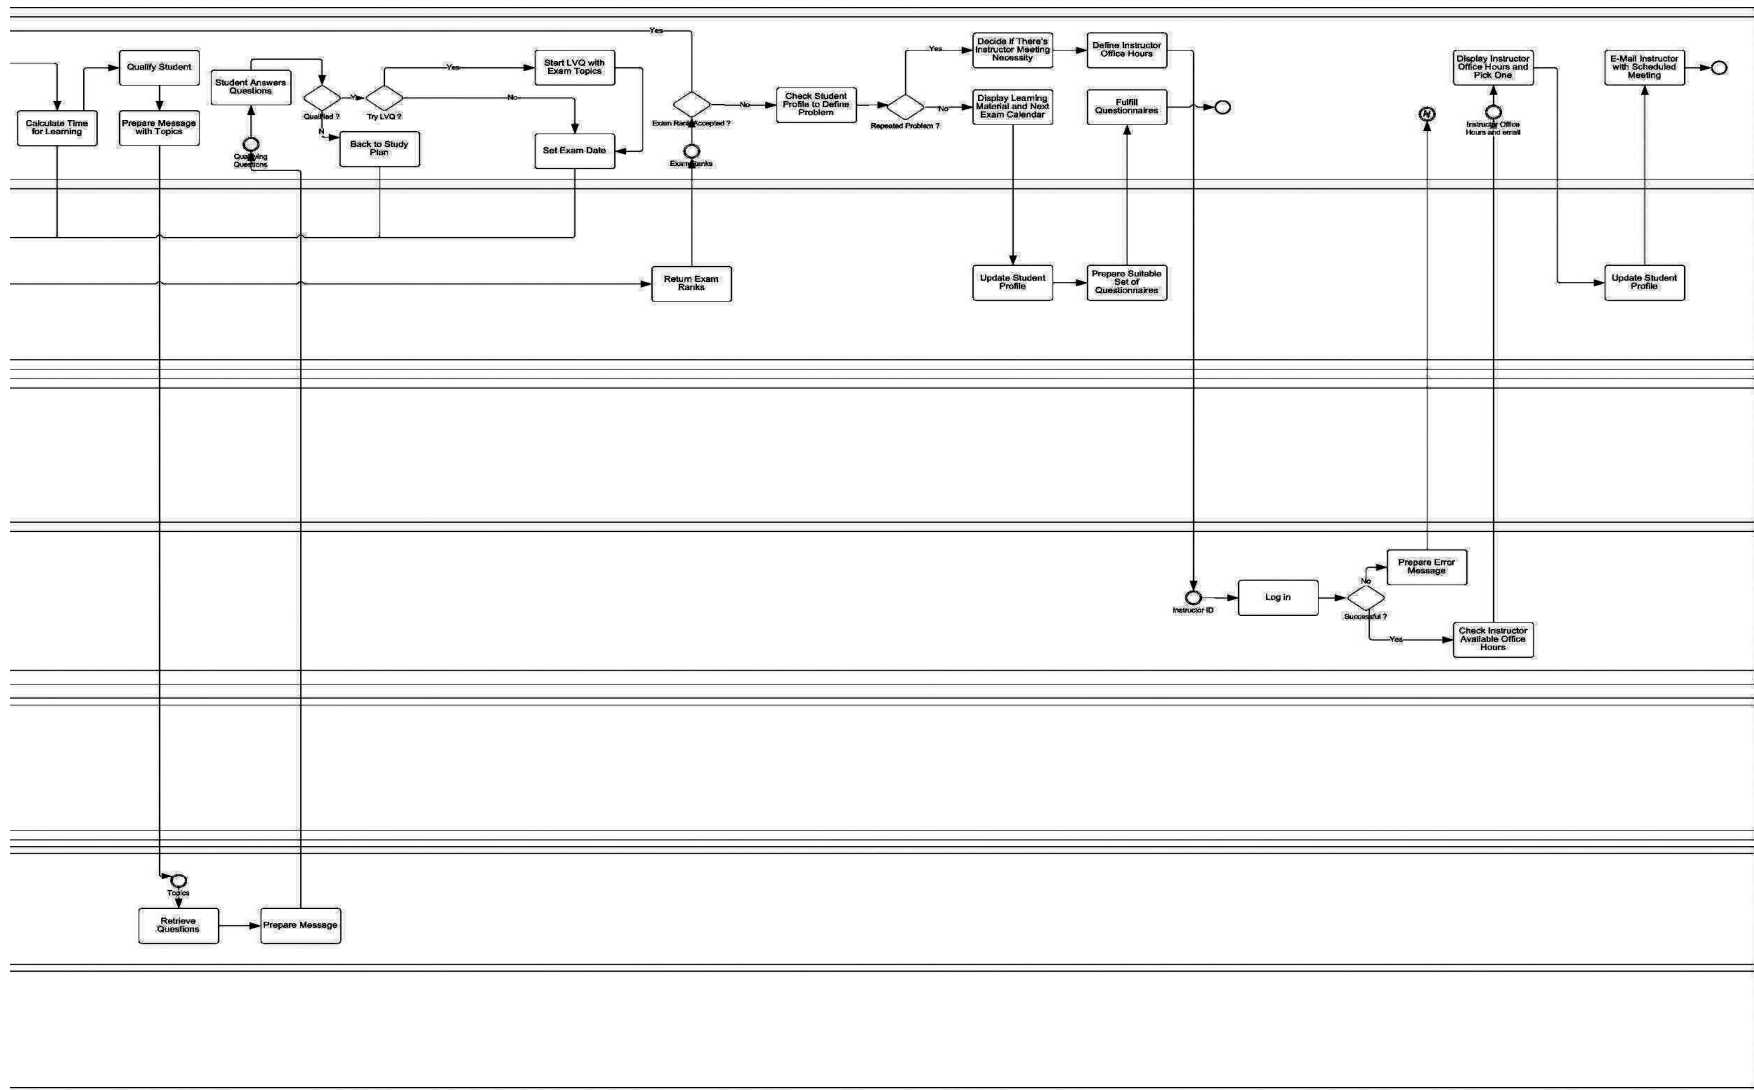 Yes
Qualify Student
Calculate Time
for Learning
Prepare Message
with Topics
Student Answers
Questions
Qualifying
Questions
Qualified ?
Y
N
Try LVQ ?
Yes
No
Back to Study
Plan
Start LVQ with
Exam Topics
Set Exam Date
Exam Rank Accepted ?
Exam Ranks
No
Return Exam
Ranks
Check Student
Profile to Define
Problem
Repeated Problem ?
Yes
No
Decide if There's
Instructor Meeting
Necessity
Define Instructor
Office Hours
Display Learning
Material and Next
Exam Calendar
Fulfill
Questionnaires
Update Student
Profile
Prepare Suitable
Set of
Questionnaires
Display Instructor
Office Hours and
Pick One
Instructor Office
Hours and email
E-Mail Instructor
with Scheduled
Meeting
Update Student
Profile
Instructor ID
Log in
Successful ?
No
Yes
Prepare Error
Message
Check Instructor
Available Office
Hours
Topics
Retrieve
Questions
Prepare Message